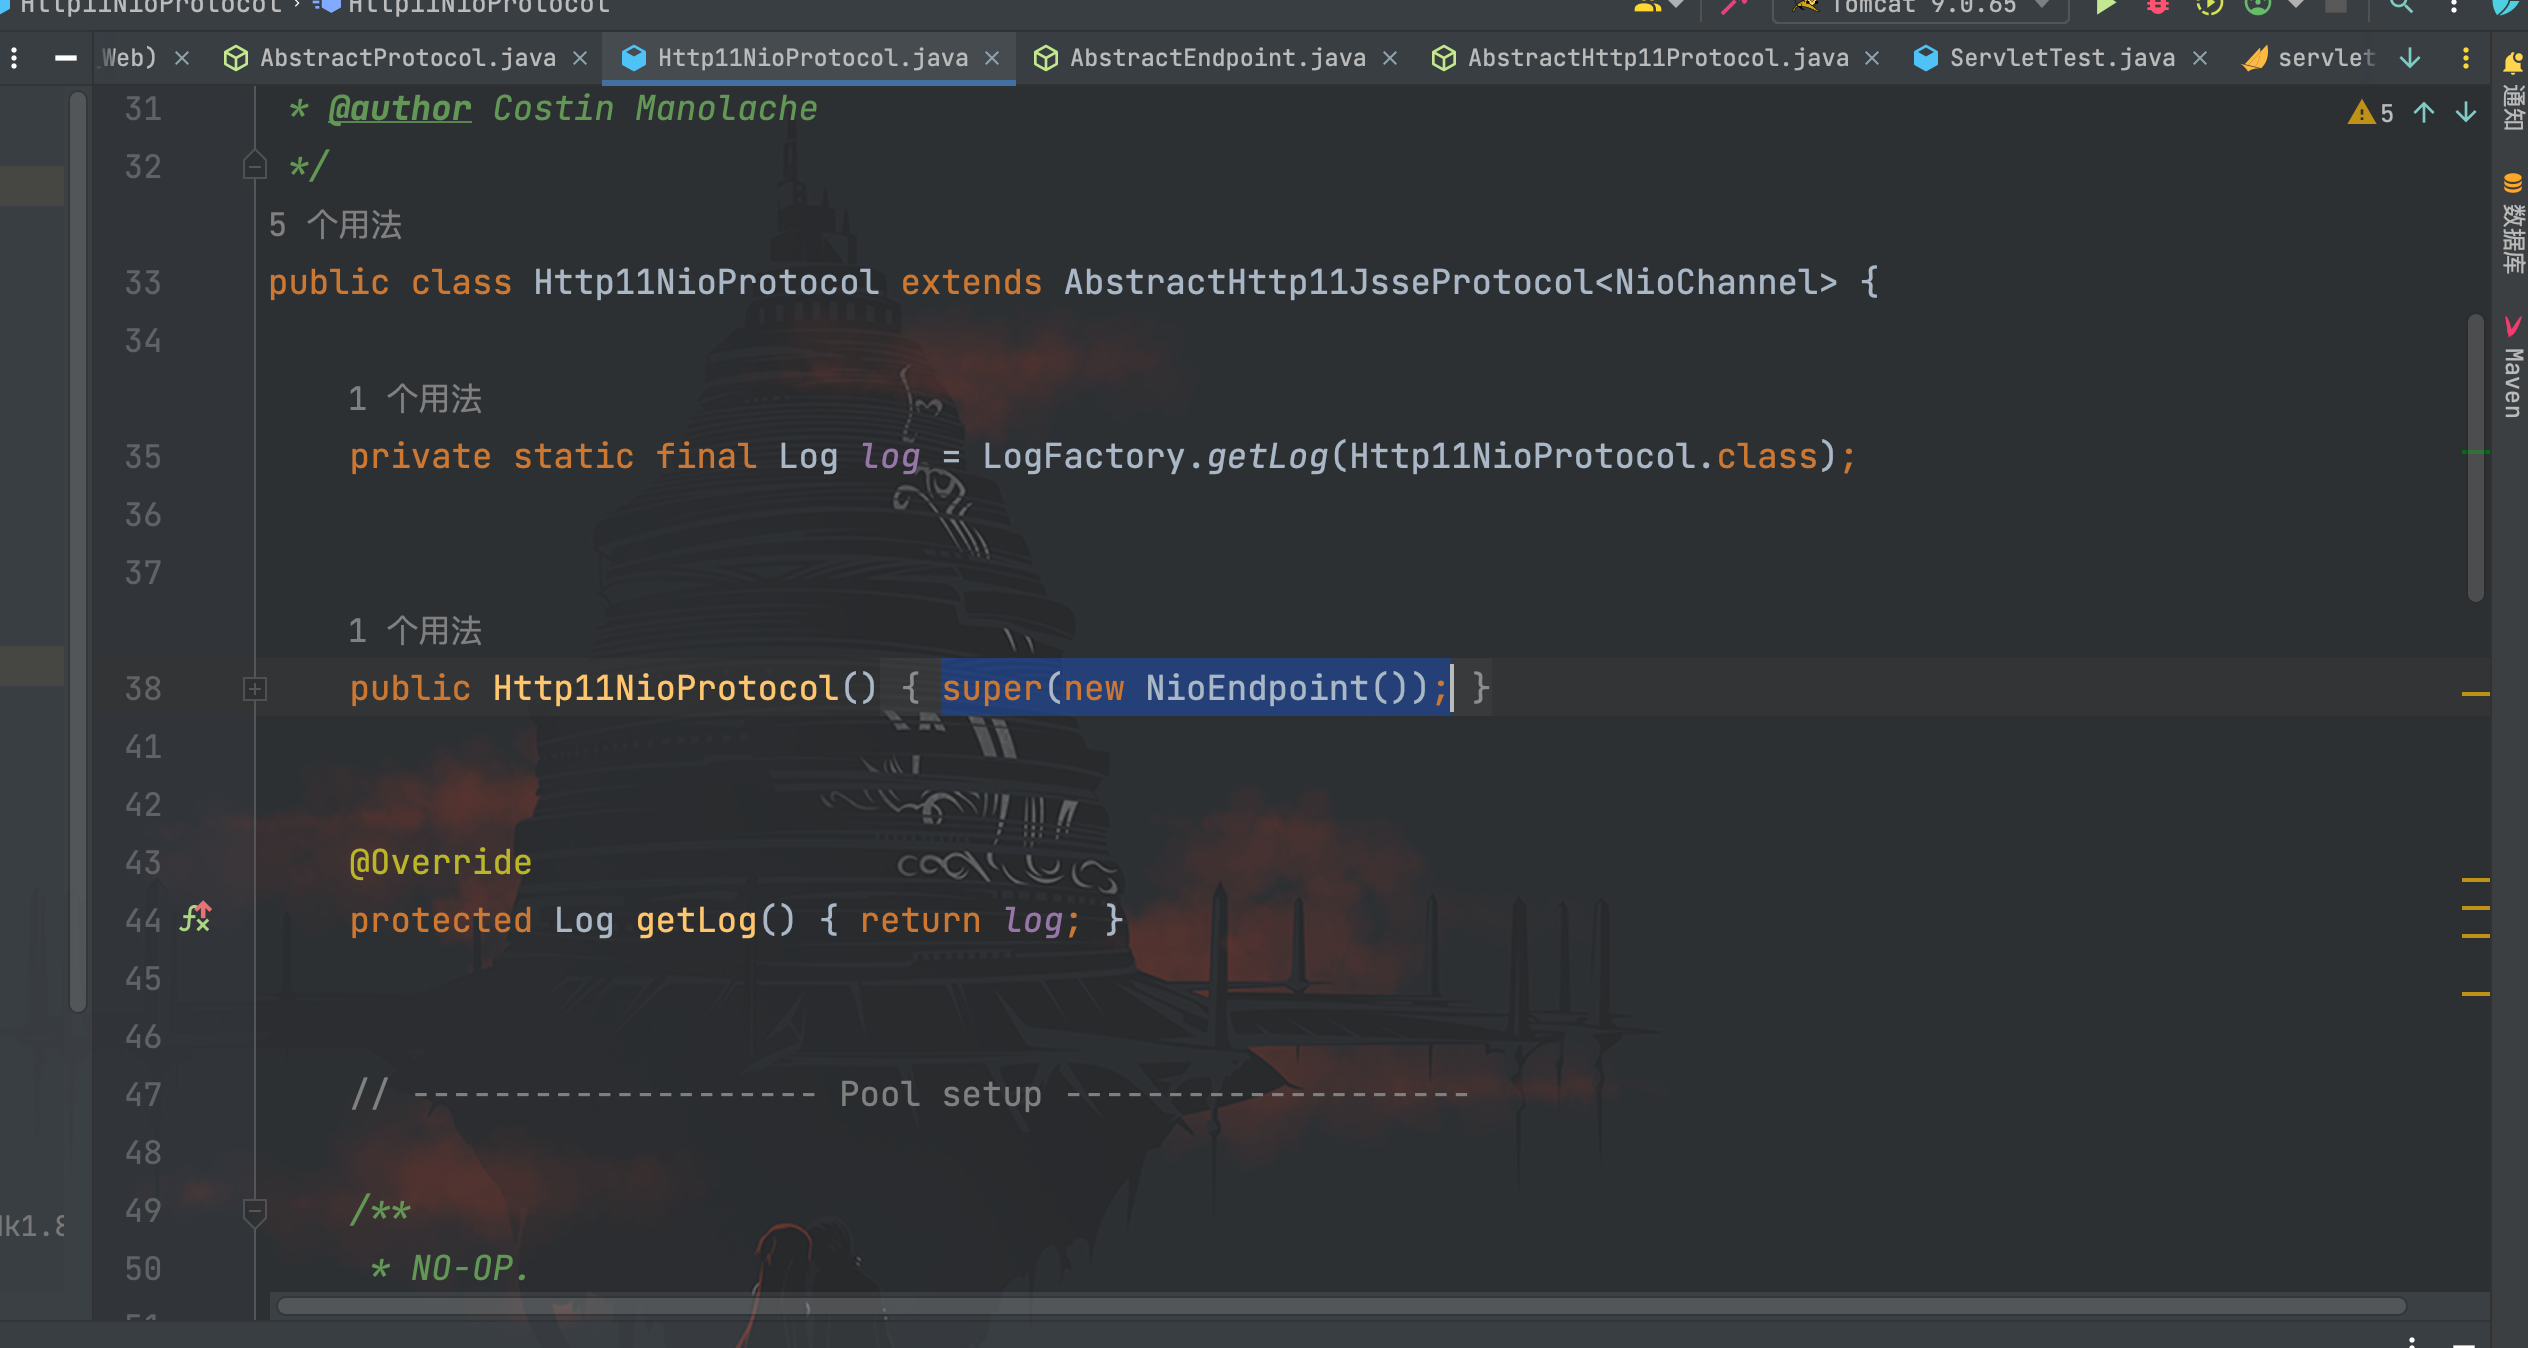 Http11NioProtocol › Http11NioProtocol
Tomcat 9.0.65
Web)
AbstractProtocol.java
Http11NioProtocol.java
AbstractEndpoint.java
AbstractHttp11Protocol.java
ServletTest.java
servlet
31 * @author Costin Manolache
5
32 */
5 个用法
33 public class Http11NioProtocol extends AbstractHttp11JsseProtocol<NioChannel> {
34
1 个用法
35 private static final Log log = LogFactory.getLog(Http11NioProtocol.class);
36
37
1 个用法
38 public Http11NioProtocol() { super(new NioEndpoint()); }
41
42
43 @Override
44 protected Log getLog() { return log; }
45
46
47 // -------------------- Pool setup --------------------
48
49 /**
50 * NO-OP.
51
通知
数据库
Maven
dk1.8